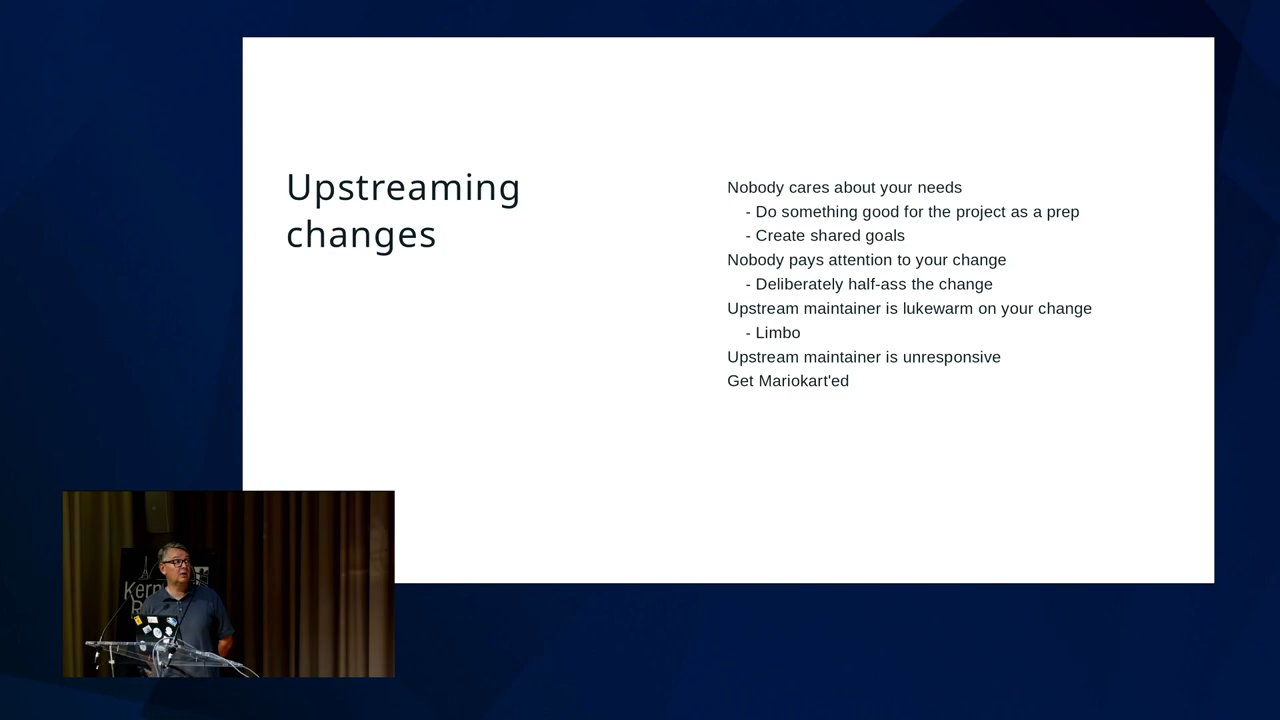 Upstreaming
changes
Nobody cares about your needs
- Do something good for the project as a prep
- Create shared goals
Nobody pays attention to your change
- Deliberately half-ass the change
Upstream maintainer is lukewarm on your change
- Limbo
Upstream maintainer is unresponsive
Get Mariokart'ed